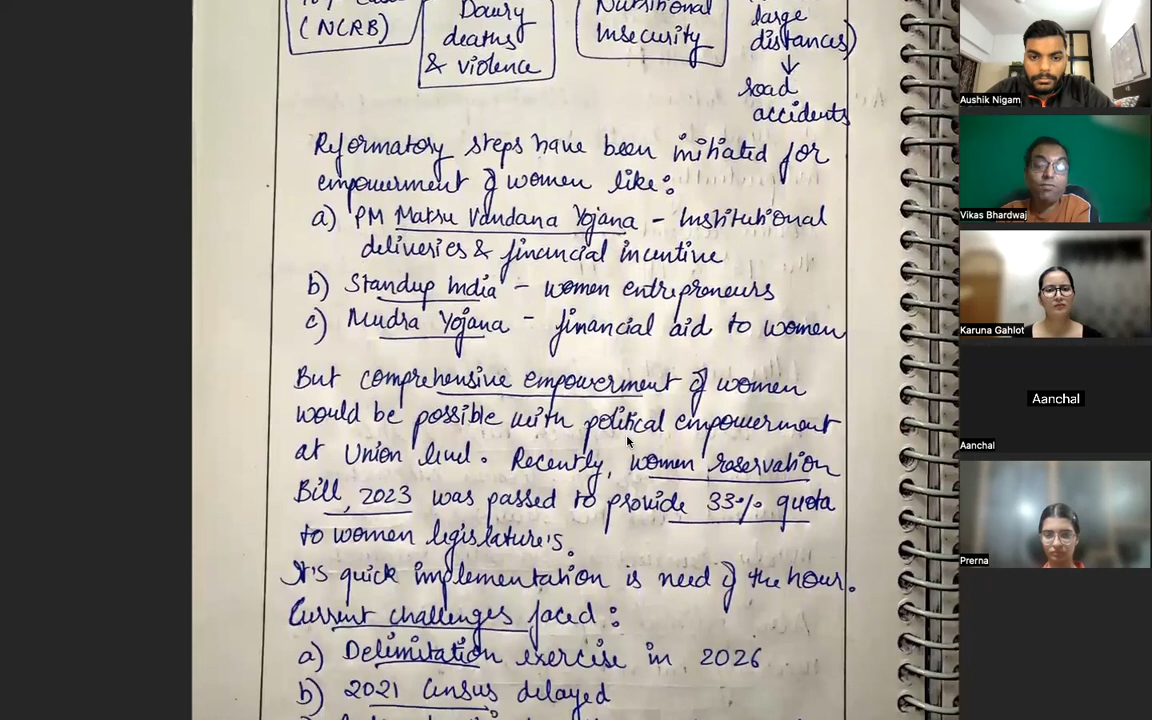 (NCRB)
Dowry
deaths
& violence
Nutritional
Insecurity
large
distances)
↓
road
accidents
Reformatory steps have been initiated for
empowerment of women like:
a) PM Matru Vandana Yojana - Institutional
deliveries & financial incentive
b) Standup India - women entrepreneurs
c) Mudra Yojana - financial aid to women
But comprehensive empowerment of women
would be possible with political empowerment
at Union level. Recently, women reservation
Bill, 2023 was passed to provide 33% quota
to women legislature's.
It's quick implementation is need of the hour.
Current challenges faced:
a) Delimitation exercise in 2026
b) 2021 Census delayed
Aushik Nigam
Vikas Bhardwaj
Karuna Gahlot
Aanchal
Aanchal
Prerna